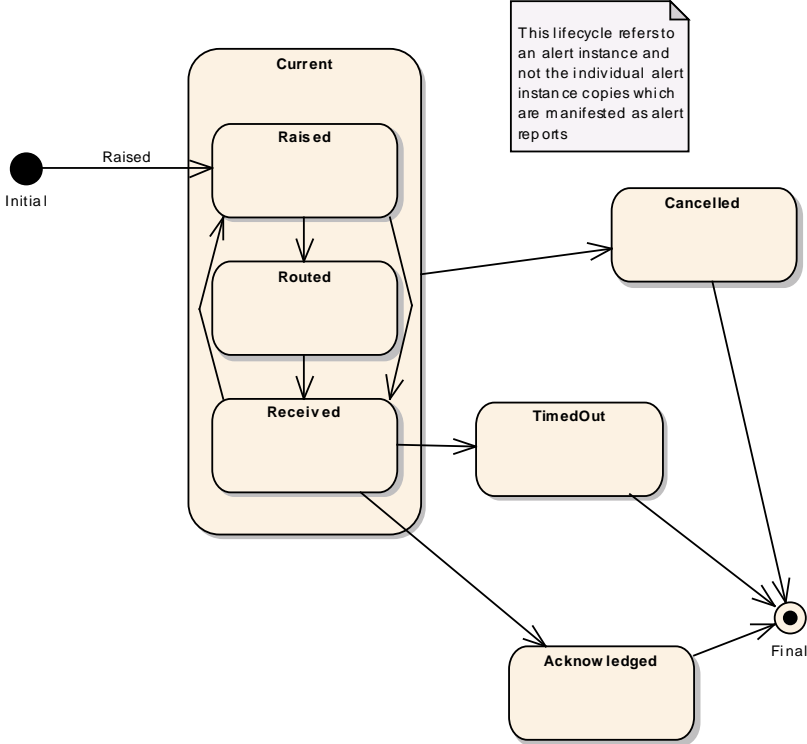 This lifecycle refers to
an alert instance and
not the individual alert
instance copies which
are manifested as alert
reports
Current
Raised
Raised
Initial
Cancelled
Routed
Received
TimedOut
Acknowledged
Final